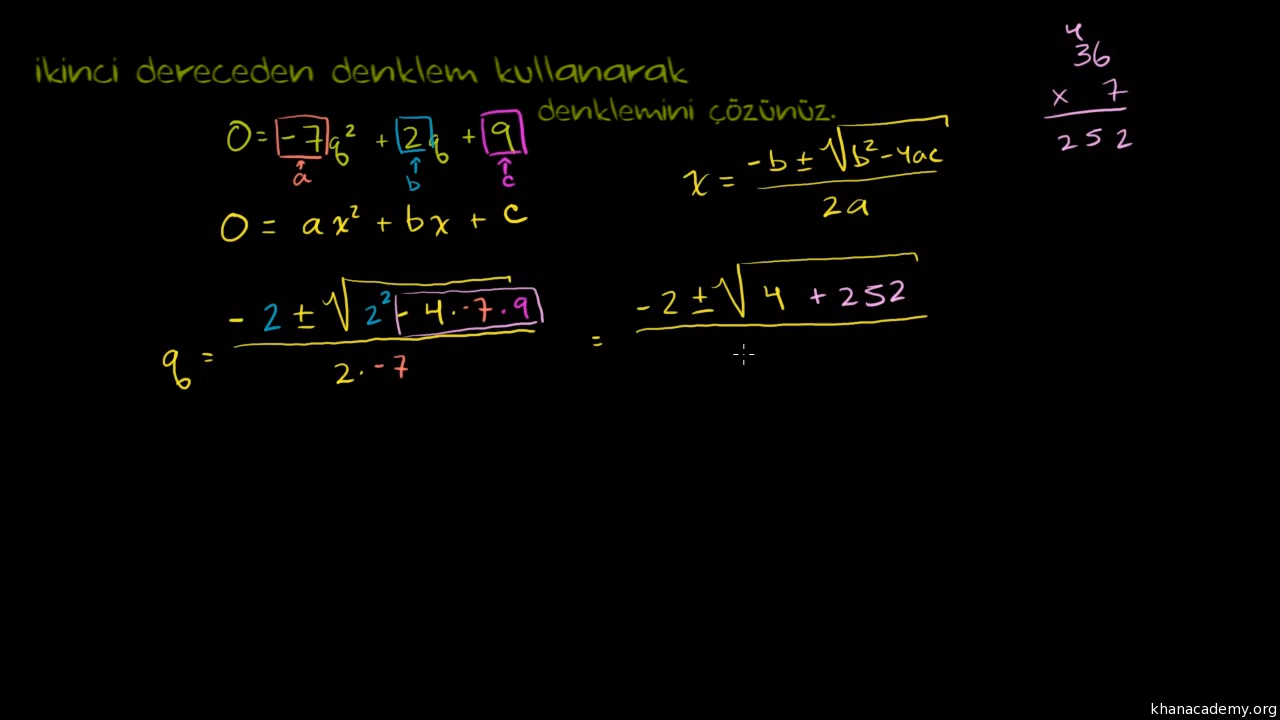 ikinci dereceden denklem kullanarak
denklemini çözünüz.
0 = -7q² + 2q + 9
a b c
0 = ax² + bx + c
x = (-b ± √(b² - 4ac)) / 2a
4
36
x 7
252
q = (-2 ± √(2² - 4 · -7 · 9)) / (2 · -7) = -2 ± √(4 + 252)
khanacademy.org